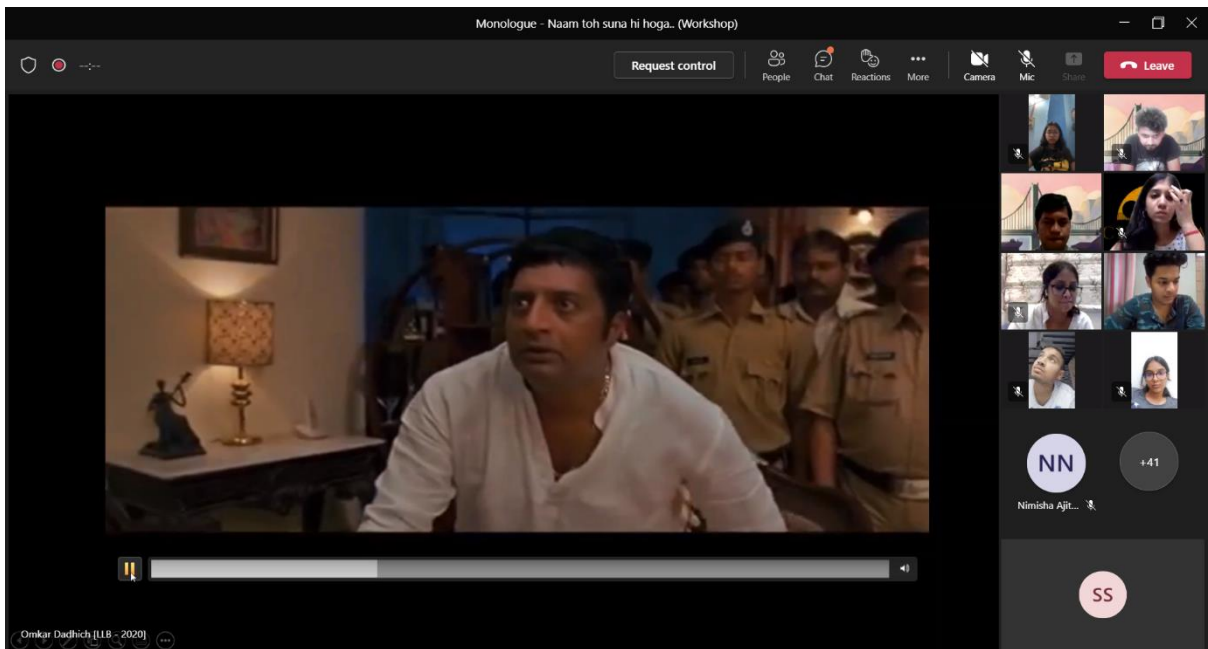 Monologue - Naam toh suna hi hoga.. (Workshop)
--:--
Request control
People
Chat
Reactions
More
Camera
Mic
Share
Leave
NN
+41
Nimisha Ajit...
SS
Omkar Dadhich [LLB - 2020]